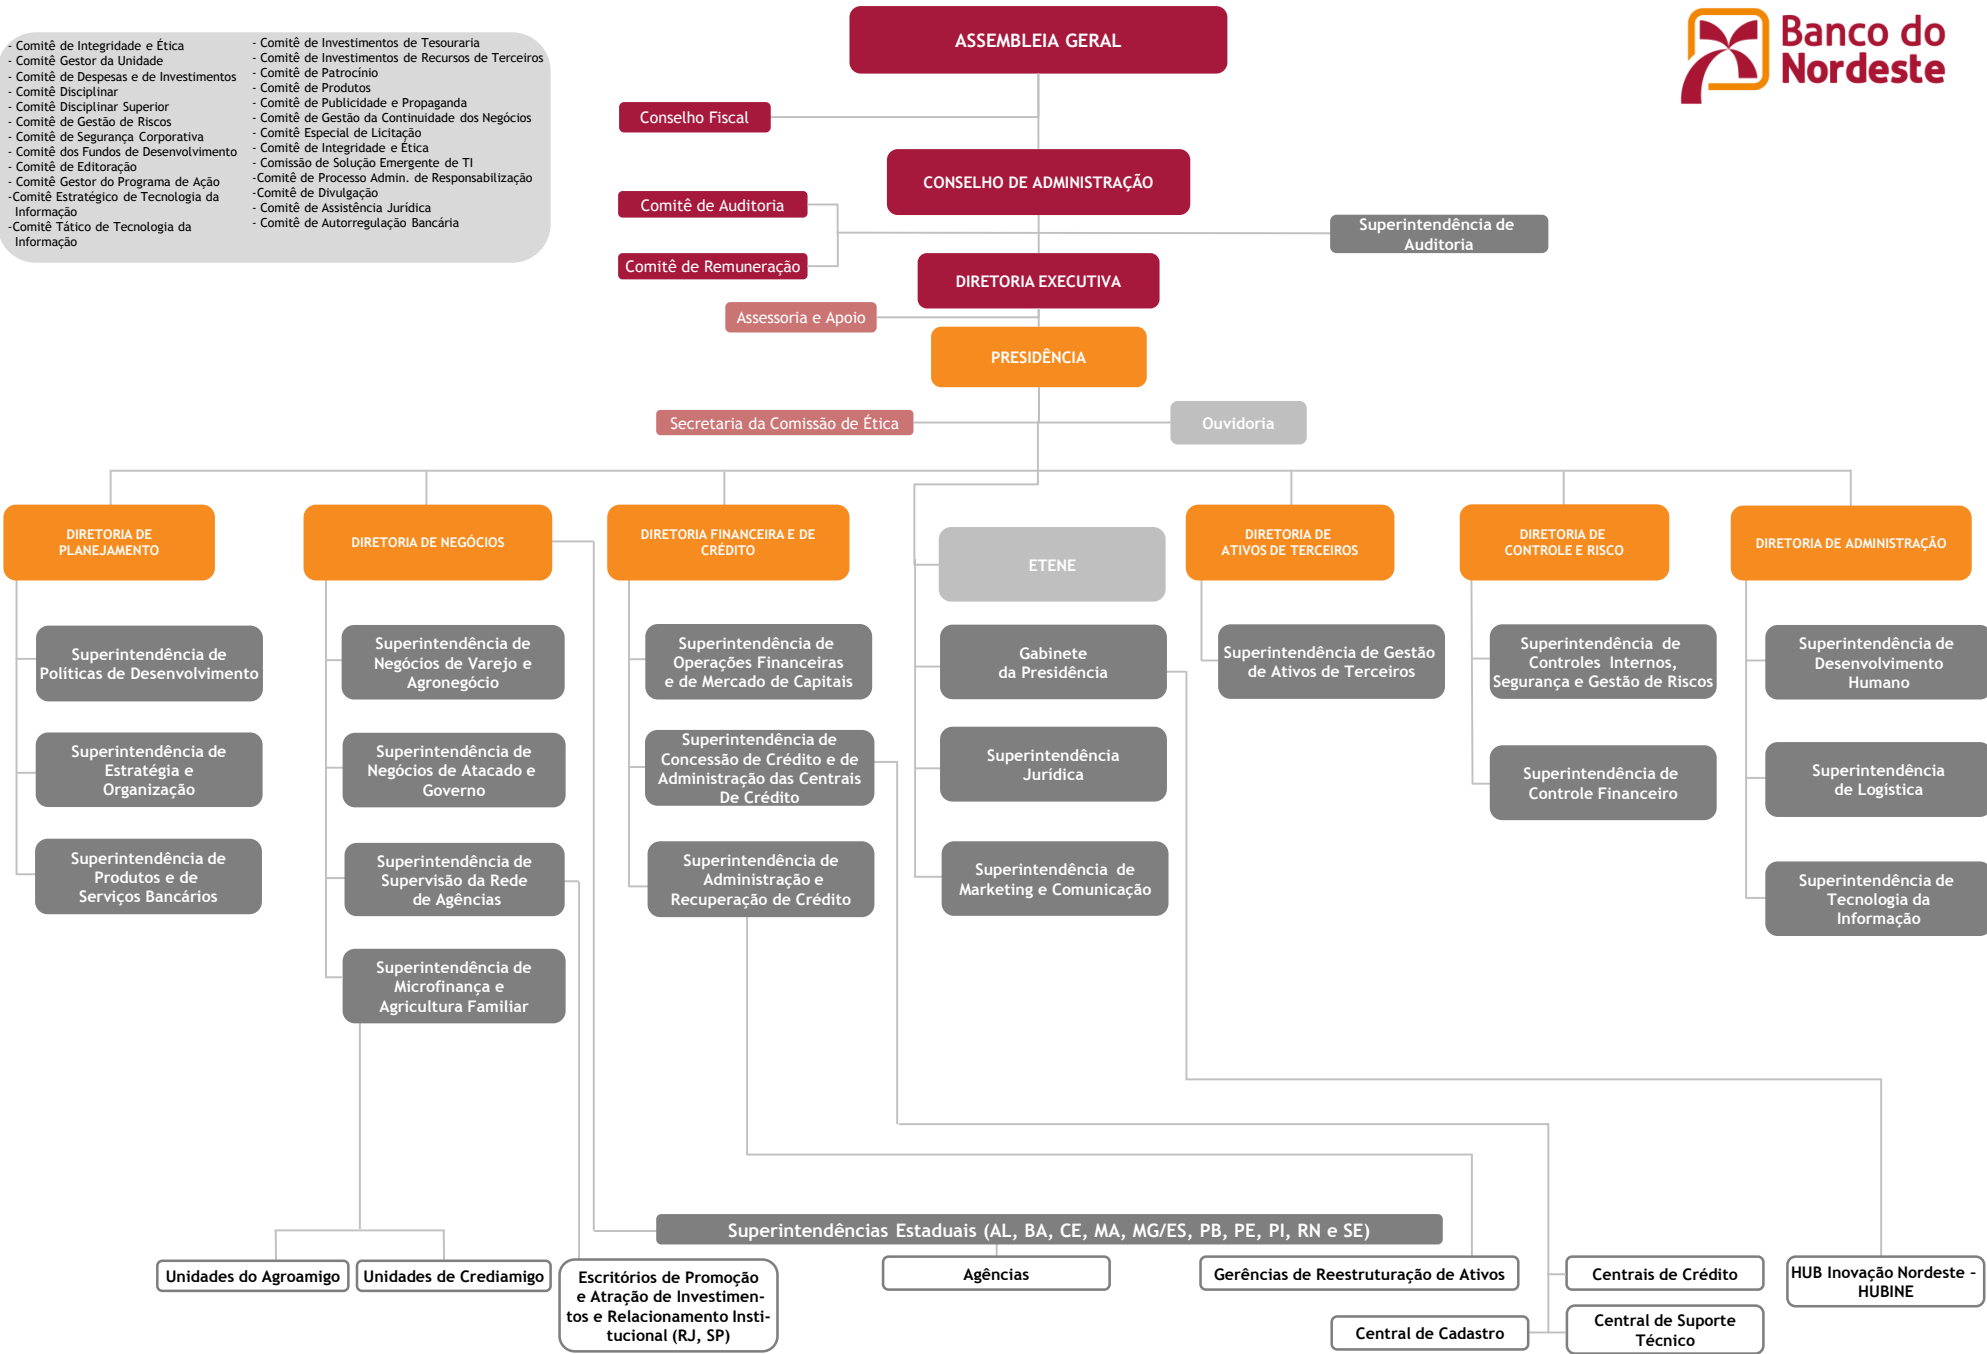 - Comitê de Integridade e Ética
- Comitê Gestor da Unidade
- Comitê de Despesas e de Investimentos
- Comitê Disciplinar
- Comitê Disciplinar Superior
- Comitê de Gestão de Riscos
- Comitê de Segurança Corporativa
- Comitê dos Fundos de Desenvolvimento
- Comitê de Editoração
- Comitê Gestor do Programa de Ação
-Comitê Estratégico de Tecnologia da
Informação
-Comitê Tático de Tecnologia da
Informação
- Comitê de Investimentos de Tesouraria
- Comitê de Investimentos de Recursos de Terceiros
- Comitê de Patrocínio
- Comitê de Produtos
- Comitê de Publicidade e Propaganda
- Comitê de Gestão da Continuidade dos Negócios
- Comitê Especial de Licitação
- Comitê de Integridade e Ética
- Comissão de Solução Emergente de TI
-Comitê de Processo Admin. de Responsabilização
-Comitê de Divulgação
- Comitê de Assistência Jurídica
- Comitê de Autorregulação Bancária
Banco do
Nordeste
ASSEMBLEIA GERAL
Conselho Fiscal
CONSELHO DE ADMINISTRAÇÃO
Comitê de Auditoria
Superintendência de
Auditoria
Comitê de Remuneração
DIRETORIA EXECUTIVA
Assessoria e Apoio
PRESIDÊNCIA
Secretaria da Comissão de Ética
Ouvidoria
DIRETORIA DE
PLANEJAMENTO
DIRETORIA DE NEGÓCIOS
DIRETORIA FINANCEIRA E DE
CRÉDITO
ETENE
DIRETORIA DE
ATIVOS DE TERCEIROS
DIRETORIA DE
CONTROLE E RISCO
DIRETORIA DE ADMINISTRAÇÃO
Superintendência de
Políticas de Desenvolvimento
Superintendência de
Negócios de Varejo e
Agronegócio
Superintendência de
Operações Financeiras
e de Mercado de Capitais
Gabinete
da Presidência
Superintendência de Gestão
de Ativos de Terceiros
Superintendência de
Controles Internos,
Segurança e Gestão de Riscos
Superintendência de
Desenvolvimento
Humano
Superintendência de
Estratégia e
Organização
Superintendência de
Negócios de Atacado e
Governo
Superintendência de
Concessão de Crédito e de
Administração das Centrais
De Crédito
Superintendência
Jurídica
Superintendência de
Controle Financeiro
Superintendência
de Logística
Superintendência de
Produtos e de
Serviços Bancários
Superintendência de
Supervisão da Rede
de Agências
Superintendência de
Administração e
Recuperação de Crédito
Superintendência de
Marketing e Comunicação
Superintendência de
Tecnologia da
Informação
Superintendência de
Microfinança e
Agricultura Familiar
Superintendências Estaduais (AL, BA, CE, MA, MG/ES, PB, PE, PI, RN e SE)
Unidades do Agroamigo
Unidades de Crediamigo
Escritórios de Promoção
e Atração de Investimen-
tos e Relacionamento Insti-
tucional (RJ, SP)
Agências
Gerências de Reestruturação de Ativos
Centrais de Crédito
HUB Inovação Nordeste -
HUBINE
Central de Cadastro
Central de Suporte
Técnico